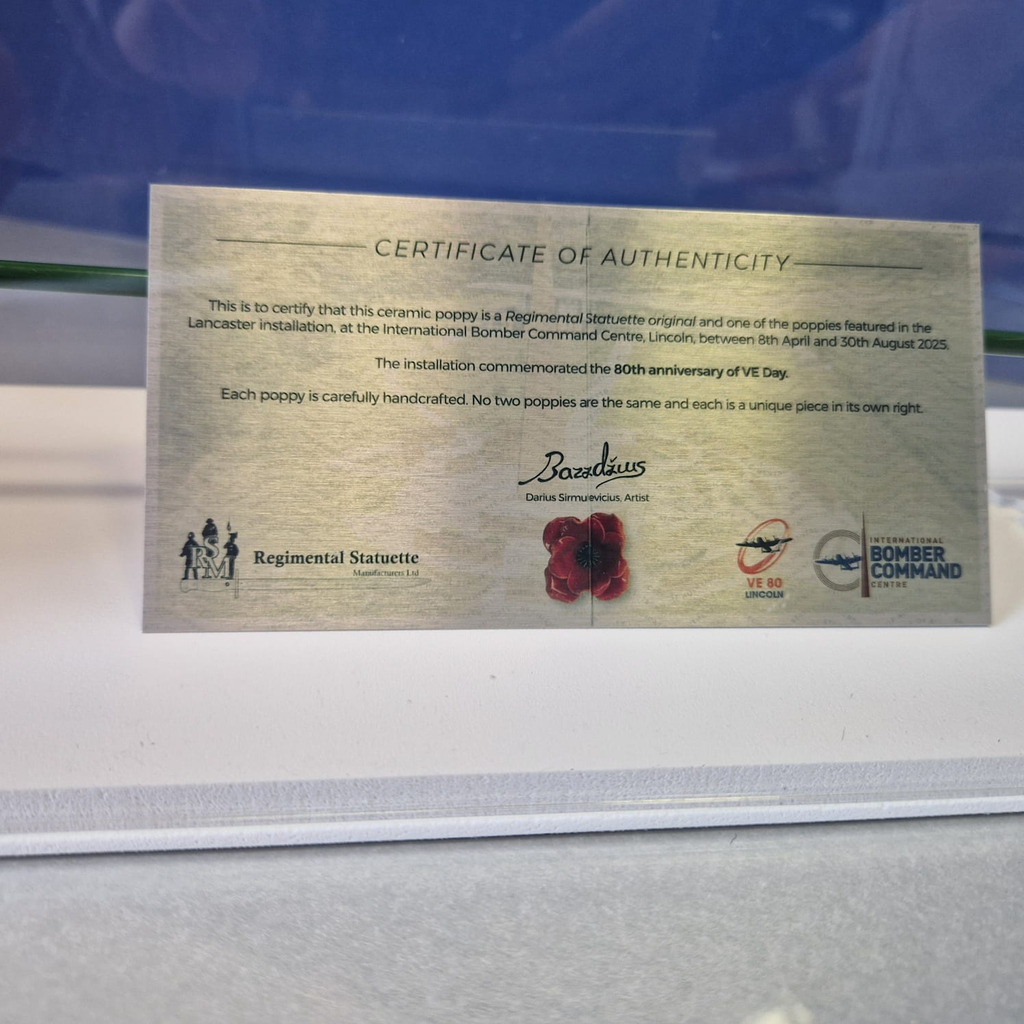 CERTIFICATE OF AUTHENTICITY
This is to certify that this ceramic poppy is a Regimental Statuette original and one of the poppies featured in the
Lancaster installation, at the International Bomber Command Centre, Lincoln, between 8th April and 30th August 2025.
The installation commemorated the 80th anniversary of VE Day.
Each poppy is carefully handcrafted. No two poppies are the same and each is a unique piece in its own right.
Darius Sirmulevicius, Artist
RSM
Regimental Statuette
Manufacturers Ltd
VE 80
LINCOLN
INTERNATIONAL
BOMBER
COMMAND
CENTRE